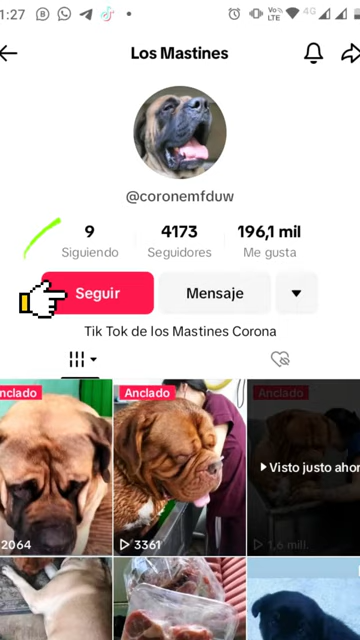 1:27
Vo
LTE
4G
Los Mastines
@coronemfduw
9 4173 196,1 mil
Siguiendo Seguidores Me gusta
Seguir Mensaje
Tik Tok de los Mastines Corona
Anclado Anclado Anclado
Visto justo ahor
2064 3361 1,6 mill.